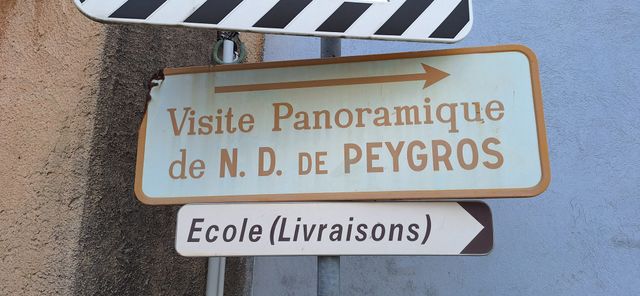 Visite Panoramique
de N. D. DE PEYGROS
Ecole (Livraisons)